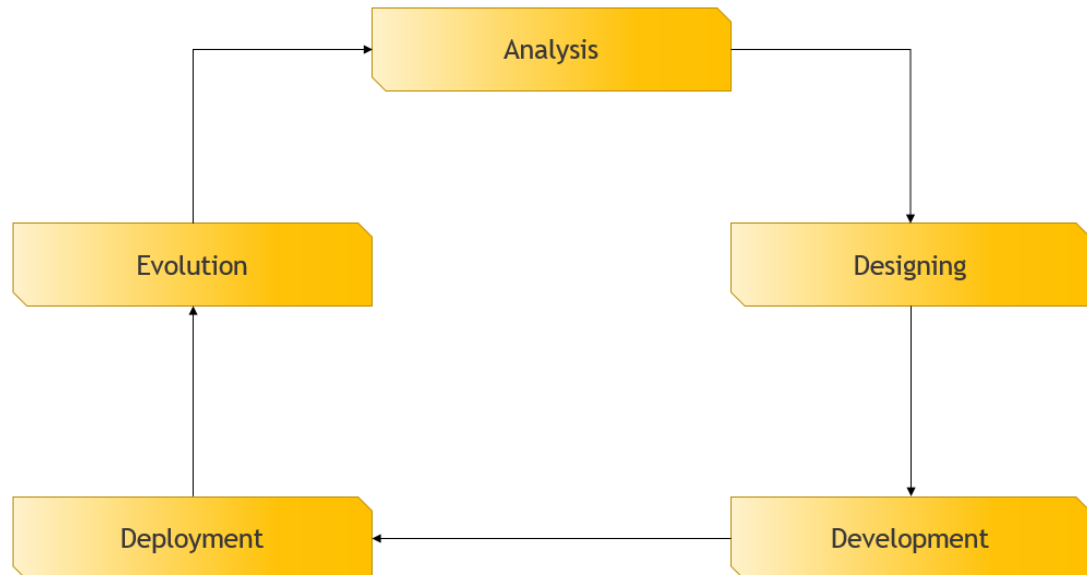 Analysis
Evolution
Designing
Deployment
Development